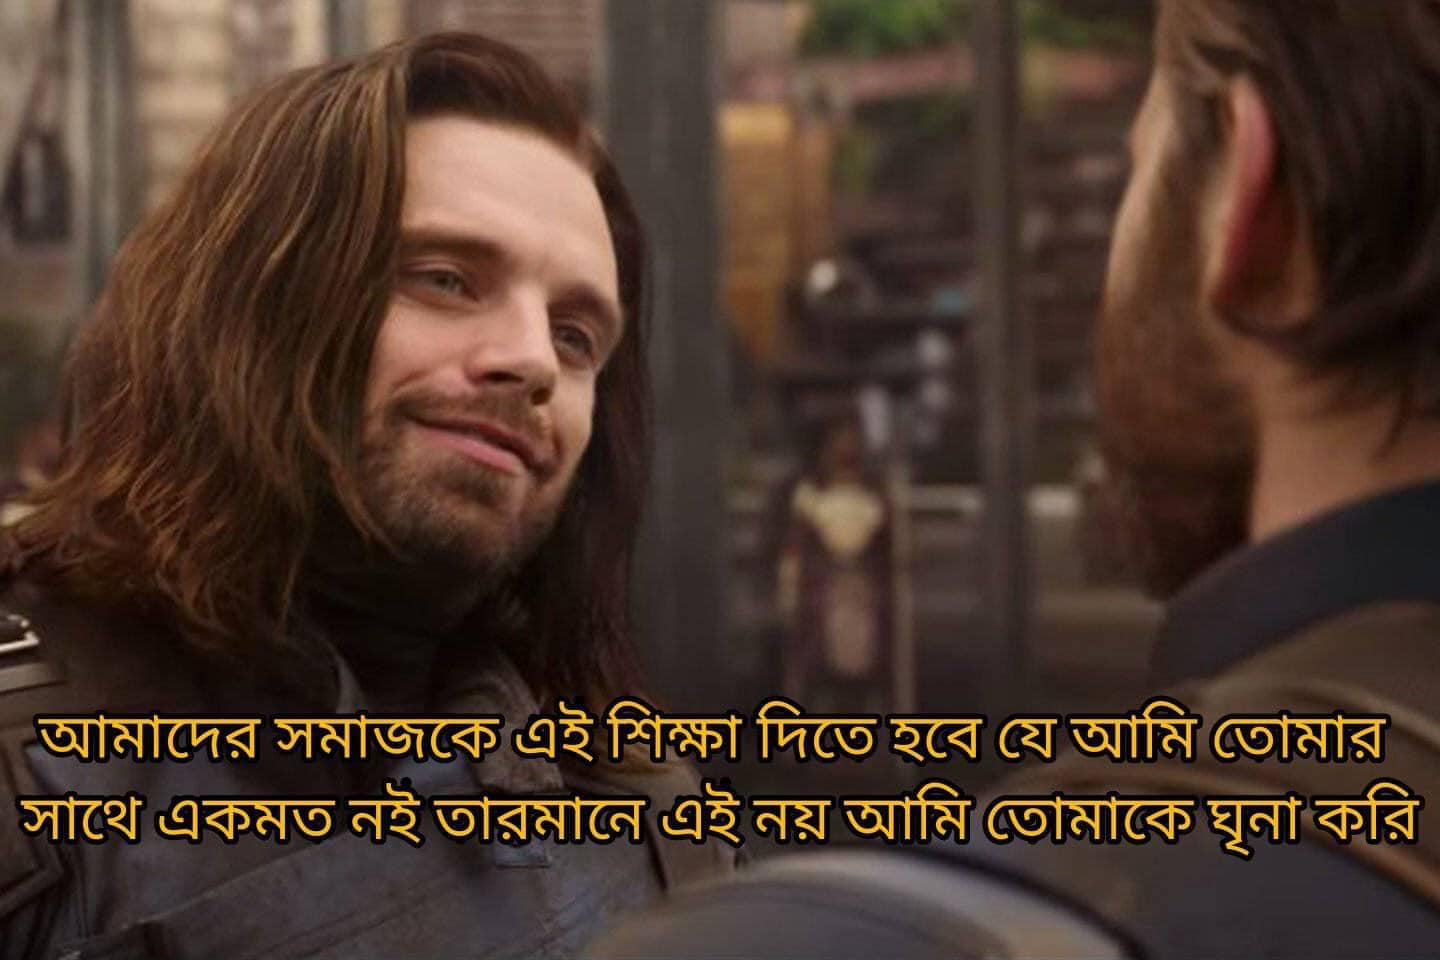 আমাদের সমাজকে এই শিক্ষা দিতে হবে যে আমি তোমার
সাথে একমত নই তারমানে এই নয় আমি তোমাকে ঘৃনা করি